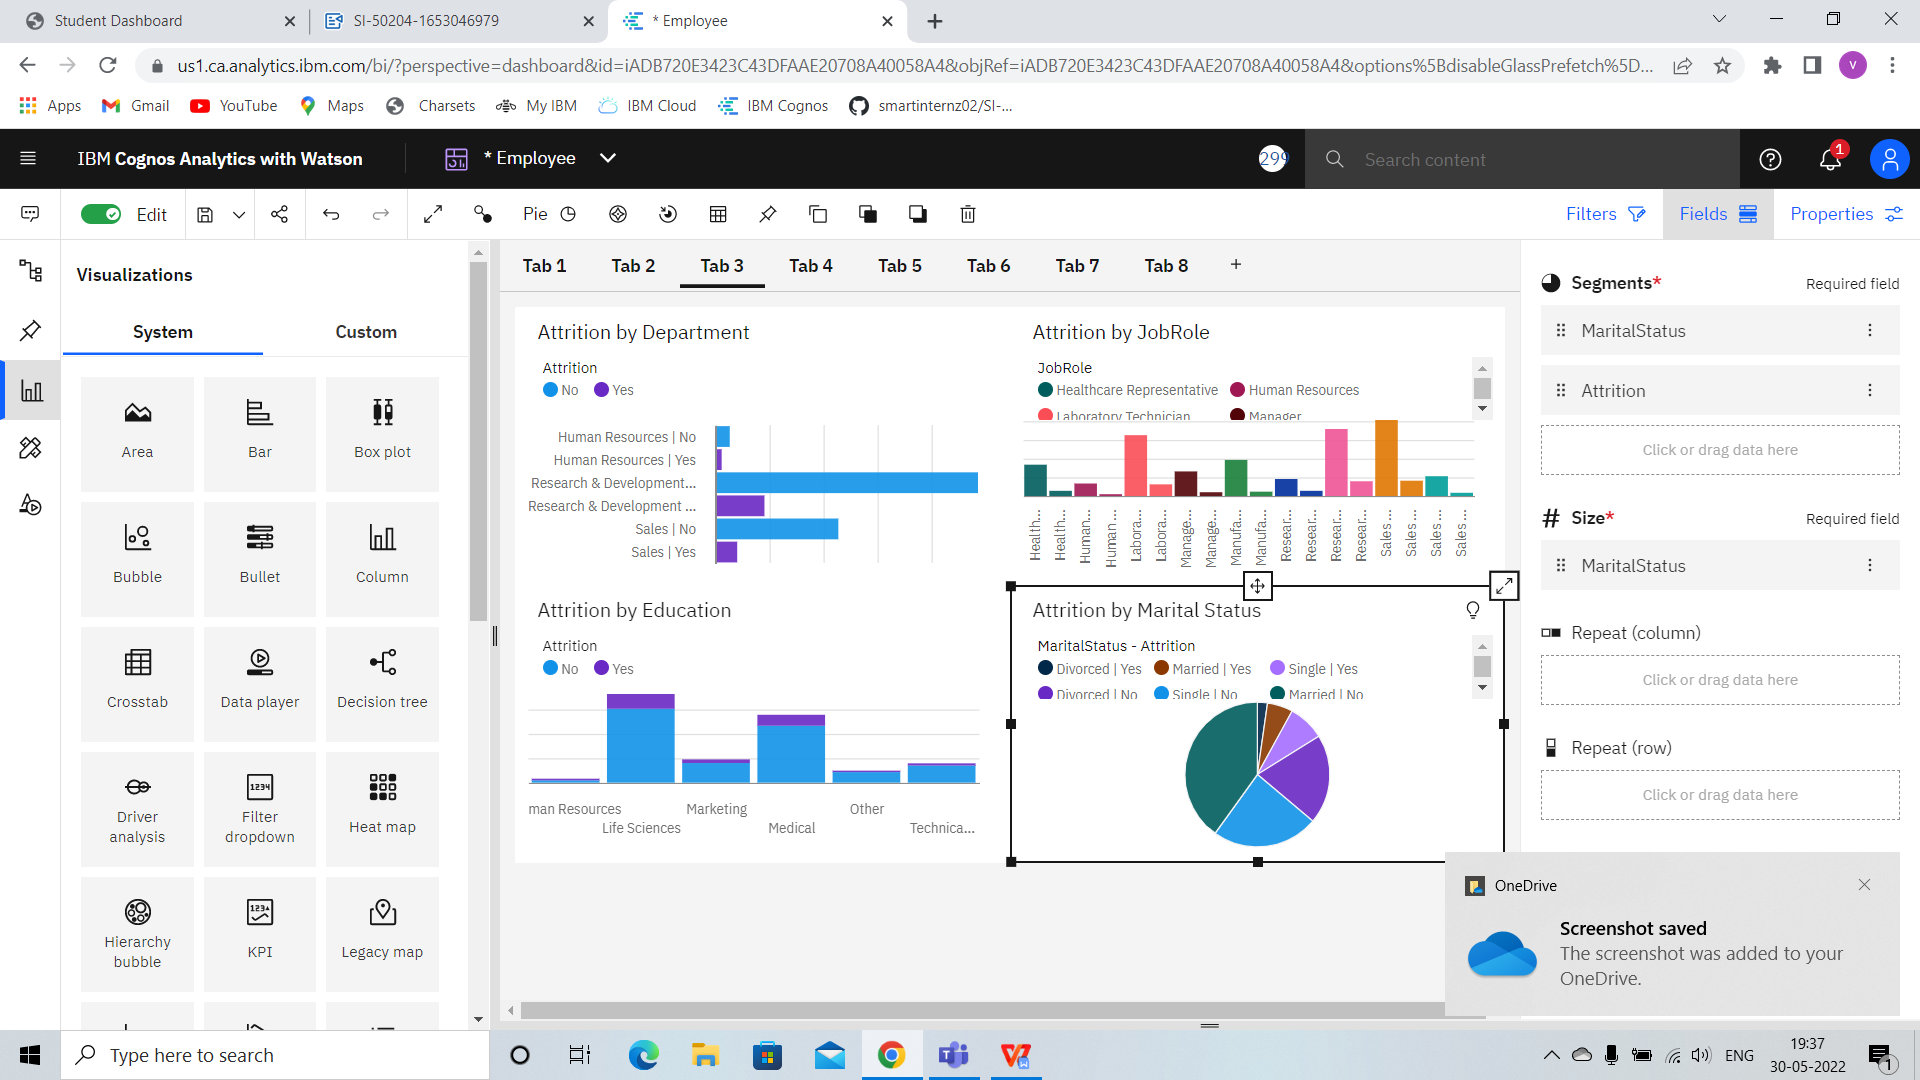 Student Dashboard
SI-50204-1653046979
* Employee
us1.ca.analytics.ibm.com/bi/?perspective=dashboard&id=iADB720E3423C43DFAAE20708A40058A4&objRef=iADB720E3423C43DFAAE20708A40058A4&options%5BdisableGlassPrefetch%5D...
V
Apps
Gmail
YouTube
Maps
Charsets
My IBM
IBM Cloud
IBM Cognos
smartinternz02/SI-...
IBM Cognos Analytics with Watson
* Employee
299
Search content
1
Edit
Pie
Filters
Fields
Properties
Visualizations
System
Custom
Area
Bar
Box plot
Bubble
Bullet
Column
Crosstab
Data player
Decision tree
Driver
analysis
Filter
dropdown
Heat map
Hierarchy
bubble
KPI
Legacy map
Tab 1
Tab 2
Tab 3
Tab 4
Tab 5
Tab 6
Tab 7
Tab 8
+
Attrition by Department
Attrition
No
Yes
Human Resources | No
Human Resources | Yes
Research & Development...
Research & Development ...
Sales | No
Sales | Yes
Attrition by JobRole
JobRole
Healthcare Representative
Human Resources
Laboratory Technician
Manager
Health...
Health...
Human...
Human ...
Labora...
Labora...
Manage...
Manage...
Manufa...
Manufa...
Resear...
Resear...
Resear...
Resear...
Sales ...
Sales ...
Sales ...
Sales ...
Attrition by Education
Attrition
No
Yes
man Resources
Life Sciences
Marketing
Medical
Other
Technica...
Attrition by Marital Status
MaritalStatus - Attrition
Divorced | Yes
Married | Yes
Single | Yes
Divorced | No
Single | No
Married | No
Segments*
Required field
MaritalStatus
Attrition
Click or drag data here
# Size*
Required field
MaritalStatus
Repeat (column)
Click or drag data here
Repeat (row)
Click or drag data here
OneDrive
Screenshot saved
The screenshot was added to your
OneDrive.
Type here to search
ENG
19:37
30-05-2022
1